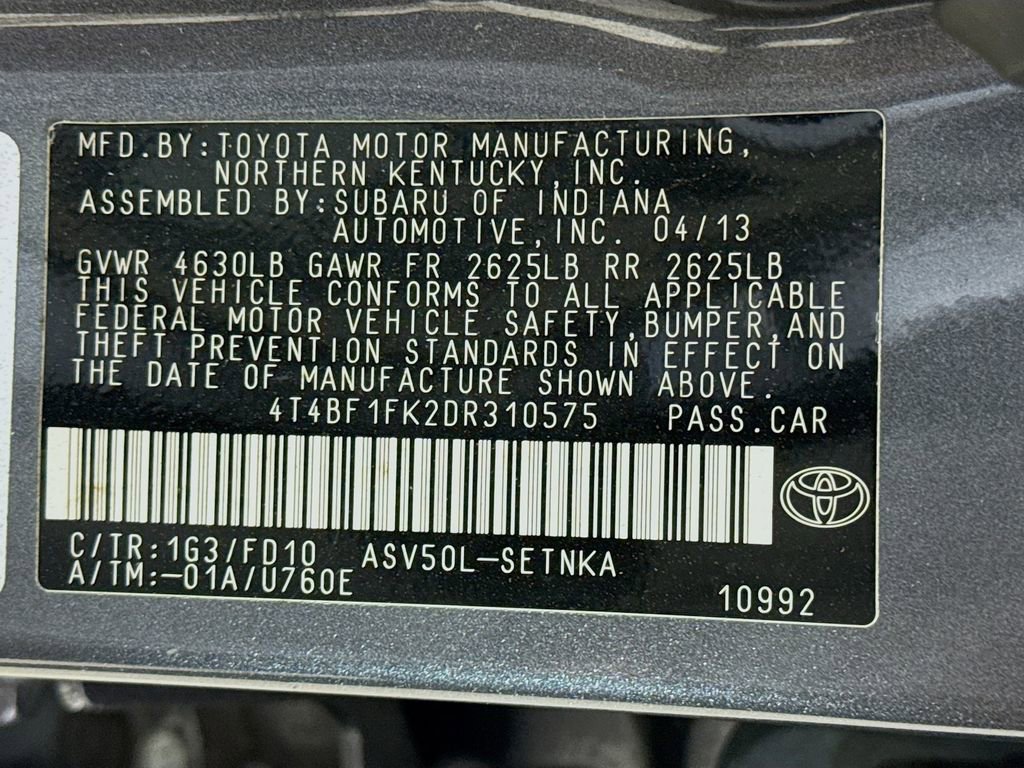 MFD.BY:TOYOTA MOTOR MANUFACTURING,
NORTHERN KENTUCKY,INC.
ASSEMBLED BY:SUBARU OF INDIANA
AUTOMOTIVE,INC. 04/13
GVWR 4630LB GAWR FR 2625LB RR 2625LB
THIS VEHICLE CONFORMS TO ALL APPLICABLE
FEDERAL MOTOR VEHICLE SAFETY,BUMPER,AND
THEFT PREVENTION STANDARDS IN EFFECT ON
THE DATE OF MANUFACTURE SHOWN ABOVE.
4T4BF1FK2DR310575 PASS.CAR
C/TR:1G3/FD10 ASV50L-SETNKA
A/TM:-01A/U760E
10992